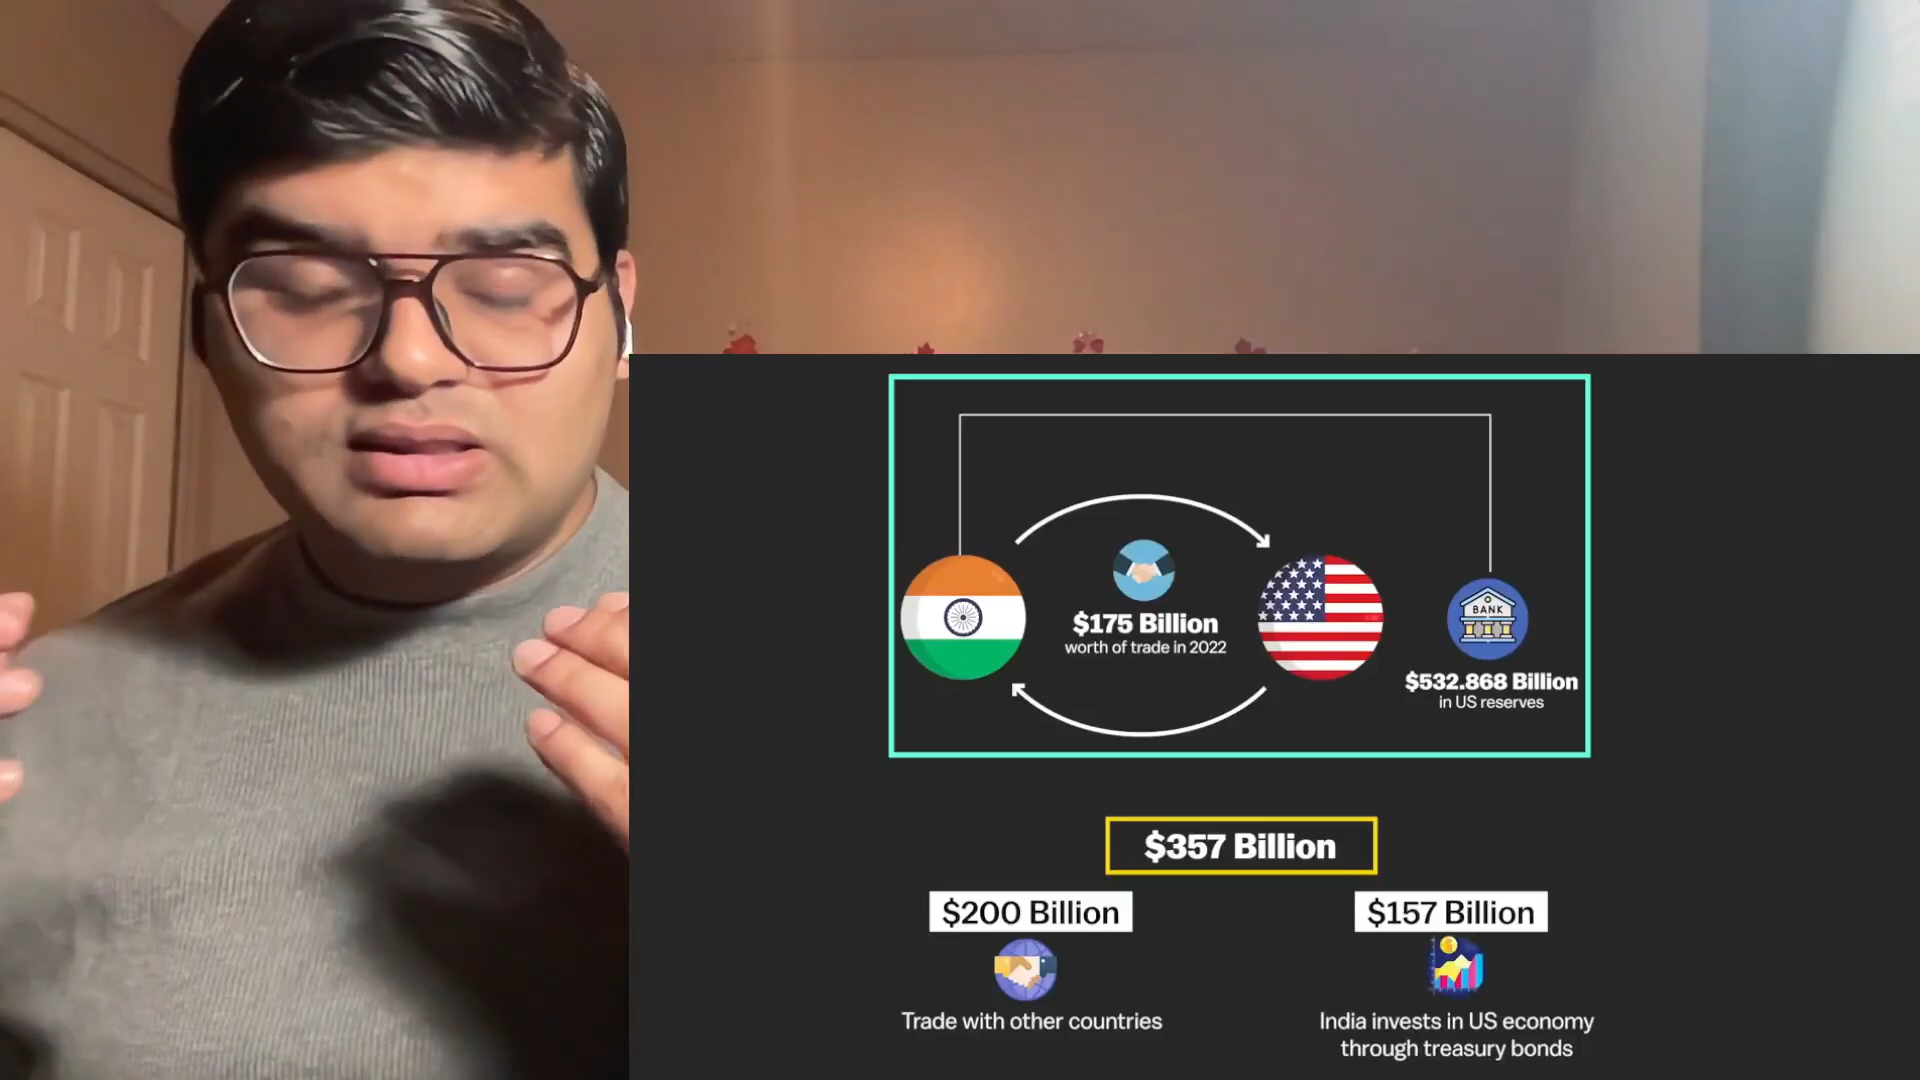 $175 Billion
worth of trade in 2022
BANK
$532.868 Billion
in US reserves
$357 Billion
$200 Billion
$157 Billion
Trade with other countries
India invests in US economy
through treasury bonds